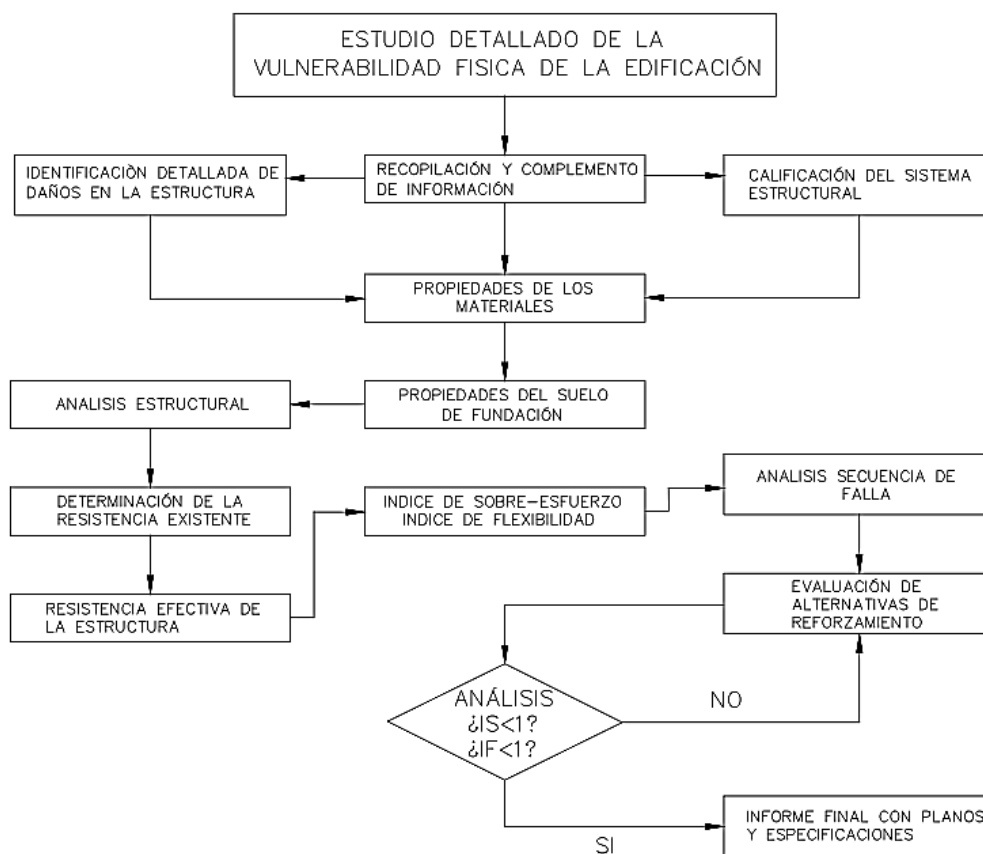 ESTUDIO DETALLADO DE LA
VULNERABILIDAD FISICA DE LA EDIFICACIÓN
IDENTIFICACIÒN DETALLADA DE
DAÑOS EN LA ESTRUCTURA
RECOPILACIÓN Y COMPLEMENTO
DE INFORMACIÓN
CALIFICACIÓN DEL SISTEMA
ESTRUCTURAL
PROPIEDADES DE LOS
MATERIALES
ANALISIS ESTRUCTURAL
PROPIEDADES DEL SUELO
DE FUNDACIÓN
DETERMINACIÓN DE LA
RESISTENCIA EXISTENTE
INDICE DE SOBRE-ESFUERZO
INDICE DE FLEXIBILIDAD
ANALISIS SECUENCIA DE
FALLA
RESISTENCIA EFECTIVA DE
LA ESTRUCTURA
EVALUACIÓN DE
ALTERNATIVAS DE
REFORZAMIENTO
ANÁLISIS
¿IS<1?
¿IF<1?
NO
SI
INFORME FINAL CON PLANOS
Y ESPECIFICACIONES